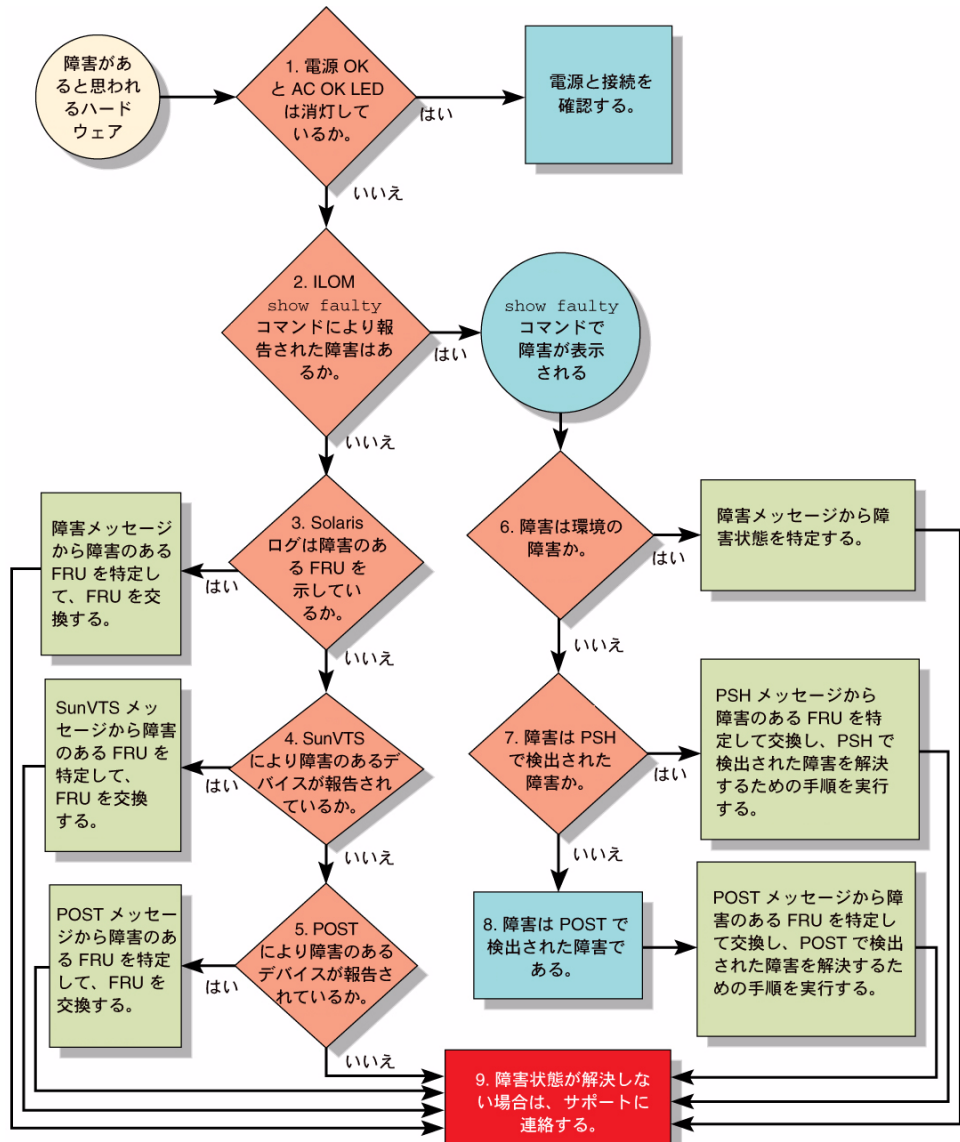 障害があ
ると思われ
るハード
ウェア
1. 電源 OK
と AC OK LED
は消灯して
いるか。
はい
電源と接続を
確認する。
いいえ
2. ILOM
show faulty
コマンドにより報
告された障害はあ
るか。
はい
show faulty
コマンドで
障害が表示
される
いいえ
3. Solaris
ログは障害のあ
る FRU を
示している
か。
はい
障害メッセージ
から障害のある
FRU を特定し
て、FRU を交
換する。
いいえ
4. SunVTS
により障害のあるデ
バイスが報告され
ているか。
はい
SunVTS メッ
セージから障害
のある FRU を
特定して、
FRU を交換
する。
いいえ
5. POST
により障害のある
デバイスが報告
されているか。
はい
POST メッセー
ジから障害のあ
る FRU を特定
して、FRU を
交換する。
いいえ
6. 障害は環境の
障害か。
はい
障害メッセージから障
害状態を特定する。
いいえ
7. 障害は PSH
で検出された
障害か。
はい
PSH メッセージから
障害のある FRU を特
定して交換し、PSH で
検出された障害を解決
するための手順を実行
する。
いいえ
8. 障害は POST で
検出された障害で
ある。
POST メッセージから障
害のある FRU を特定し
て交換し、POST で検出
された障害を解決するた
めの手順を実行する。
9. 障害状態が解決しな
い場合は、サポートに
連絡する。